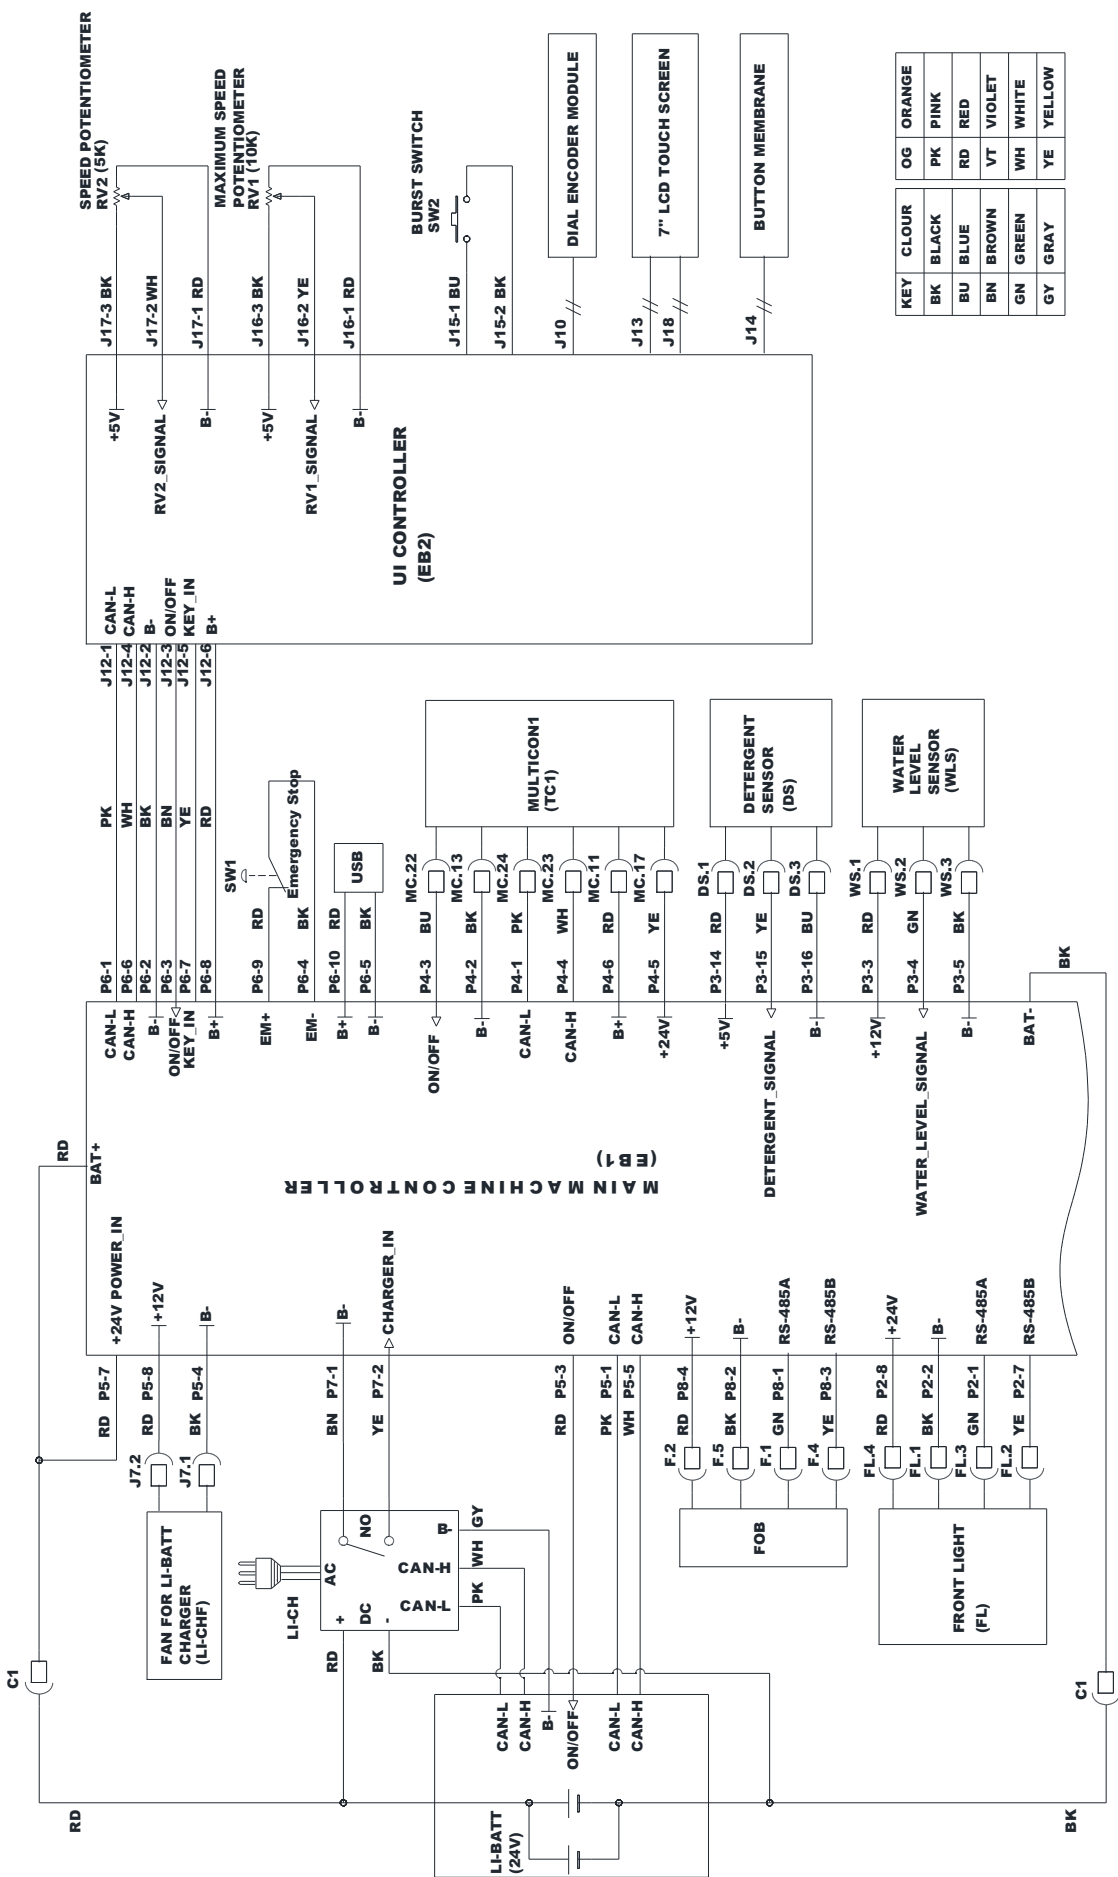 SPEED POTENTIOMETER
RV2 (5K)
MAXIMUM SPEED
POTENTIOMETER
RV1 (10K)
BURST SWITCH
SW2
DIAL ENCODER MODULE
7" LCD TOUCH SCREEN
BUTTON MEMBRANE
KEY CLOUR
BK BLACK
BU BLUE
BN BROWN
GN GREEN
GY GRAY
OG ORANGE
PK PINK
RD RED
VT VIOLET
WH WHITE
YE YELLOW
J17-3 BK
J17-2 WH
J17-1 RD
J16-3 BK
J16-2 YE
J16-1 RD
J15-1 BU
J15-2 BK
J10
J13
J18
J14
+5V
RV2_SIGNAL
B-
+5V
RV1_SIGNAL
B-
UI CONTROLLER
(EB2)
J12-1 CAN-L
J12-4 CAN-H
J12-2 B-
J12-3 ON/OFF
J12-5 KEY_IN
J12-6 B+
PK
WH
BK
BN
YE
RD
P6-1
P6-6
P6-2
P6-3
P6-7
P6-8
CAN-L
CAN-H
B-
ON/OFF
KEY_IN
B+
SW1
Emergency Stop
P6-9 RD
P6-4 BK
EM+
EM-
USB
P6-10 RD
P6-5 BK
B+
B-
MULTICON1
(TC1)
MC.22
MC.13
MC.24
MC.23
MC.11
MC.17
P4-3 BU
P4-2 BK
P4-1 PK
P4-4 WH
P4-6 RD
P4-5 YE
ON/OFF
B-
CAN-L
CAN-H
B+
+24V
DETERGENT
SENSOR
(DS)
DS.1
DS.2
DS.3
P3-14 RD
P3-15 YE
P3-16 BU
+5V
DETERGENT_SIGNAL
B-
WATER
LEVEL
SENSOR
(WLS)
WS.1
WS.2
WS.3
P3-3 RD
P3-4 GN
P3-5 BK
+12V
WATER_LEVEL_SIGNAL
B-
BK
BAT-
RD
BAT+
MAIN MACHINE CONTROLLER
(EB1)
+24V POWER_IN
+12V
B-
B-
CHARGER_IN
ON/OFF
CAN-L
CAN-H
+12V
B-
RS-485A
RS-485B
+24V
B-
RS-485A
RS-485B
RD P5-7
RD P5-8
BK P5-4
BN P7-1
YE P7-2
RD P5-3
PK P5-1
WH P5-5
RD P8-4
BK P8-2
GN P8-1
YE P8-3
RD P2-8
BK P2-2
GN P2-1
YE P2-7
J7.2
J7.1
F.2
F.5
F.1
F.4
FL.4
FL.1
FL.3
FL.2
FAN FOR LI-BATT
CHARGER
(LI-CHF)
LI-CH
AC
NO
+
DC
-
B-
CAN-H
CAN-L
GY
WH
PK
RD
BK
FOB
FRONT LIGHT
(FL)
C1
C1
CAN-L
CAN-H
B-
ON/OFF
CAN-L
CAN-H
LI-BATT
(24V)
RD
BK